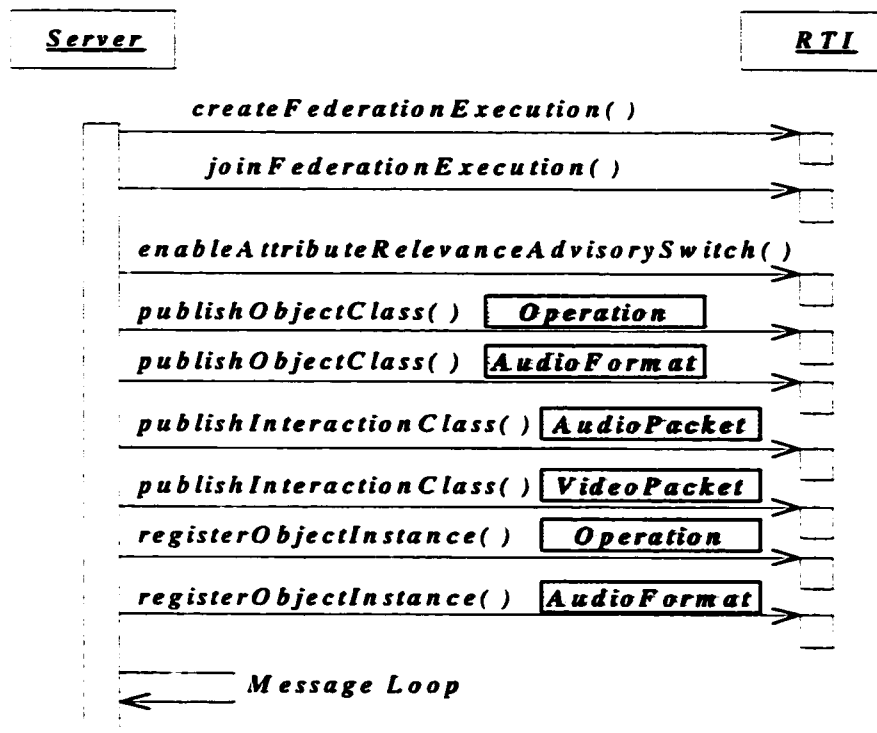 Server RTI
createFederationExecution( )
joinFederationExecution( )
enableAttributeRelevanceAdvisorySwitch( )
publishObjectClass( ) Operation
publishObjectClass( ) AudioFormat
publishInteractionClass( ) AudioPacket
publishInteractionClass( ) VideoPacket
registerObjectInstance( ) Operation
registerObjectInstance( ) AudioFormat
Message Loop